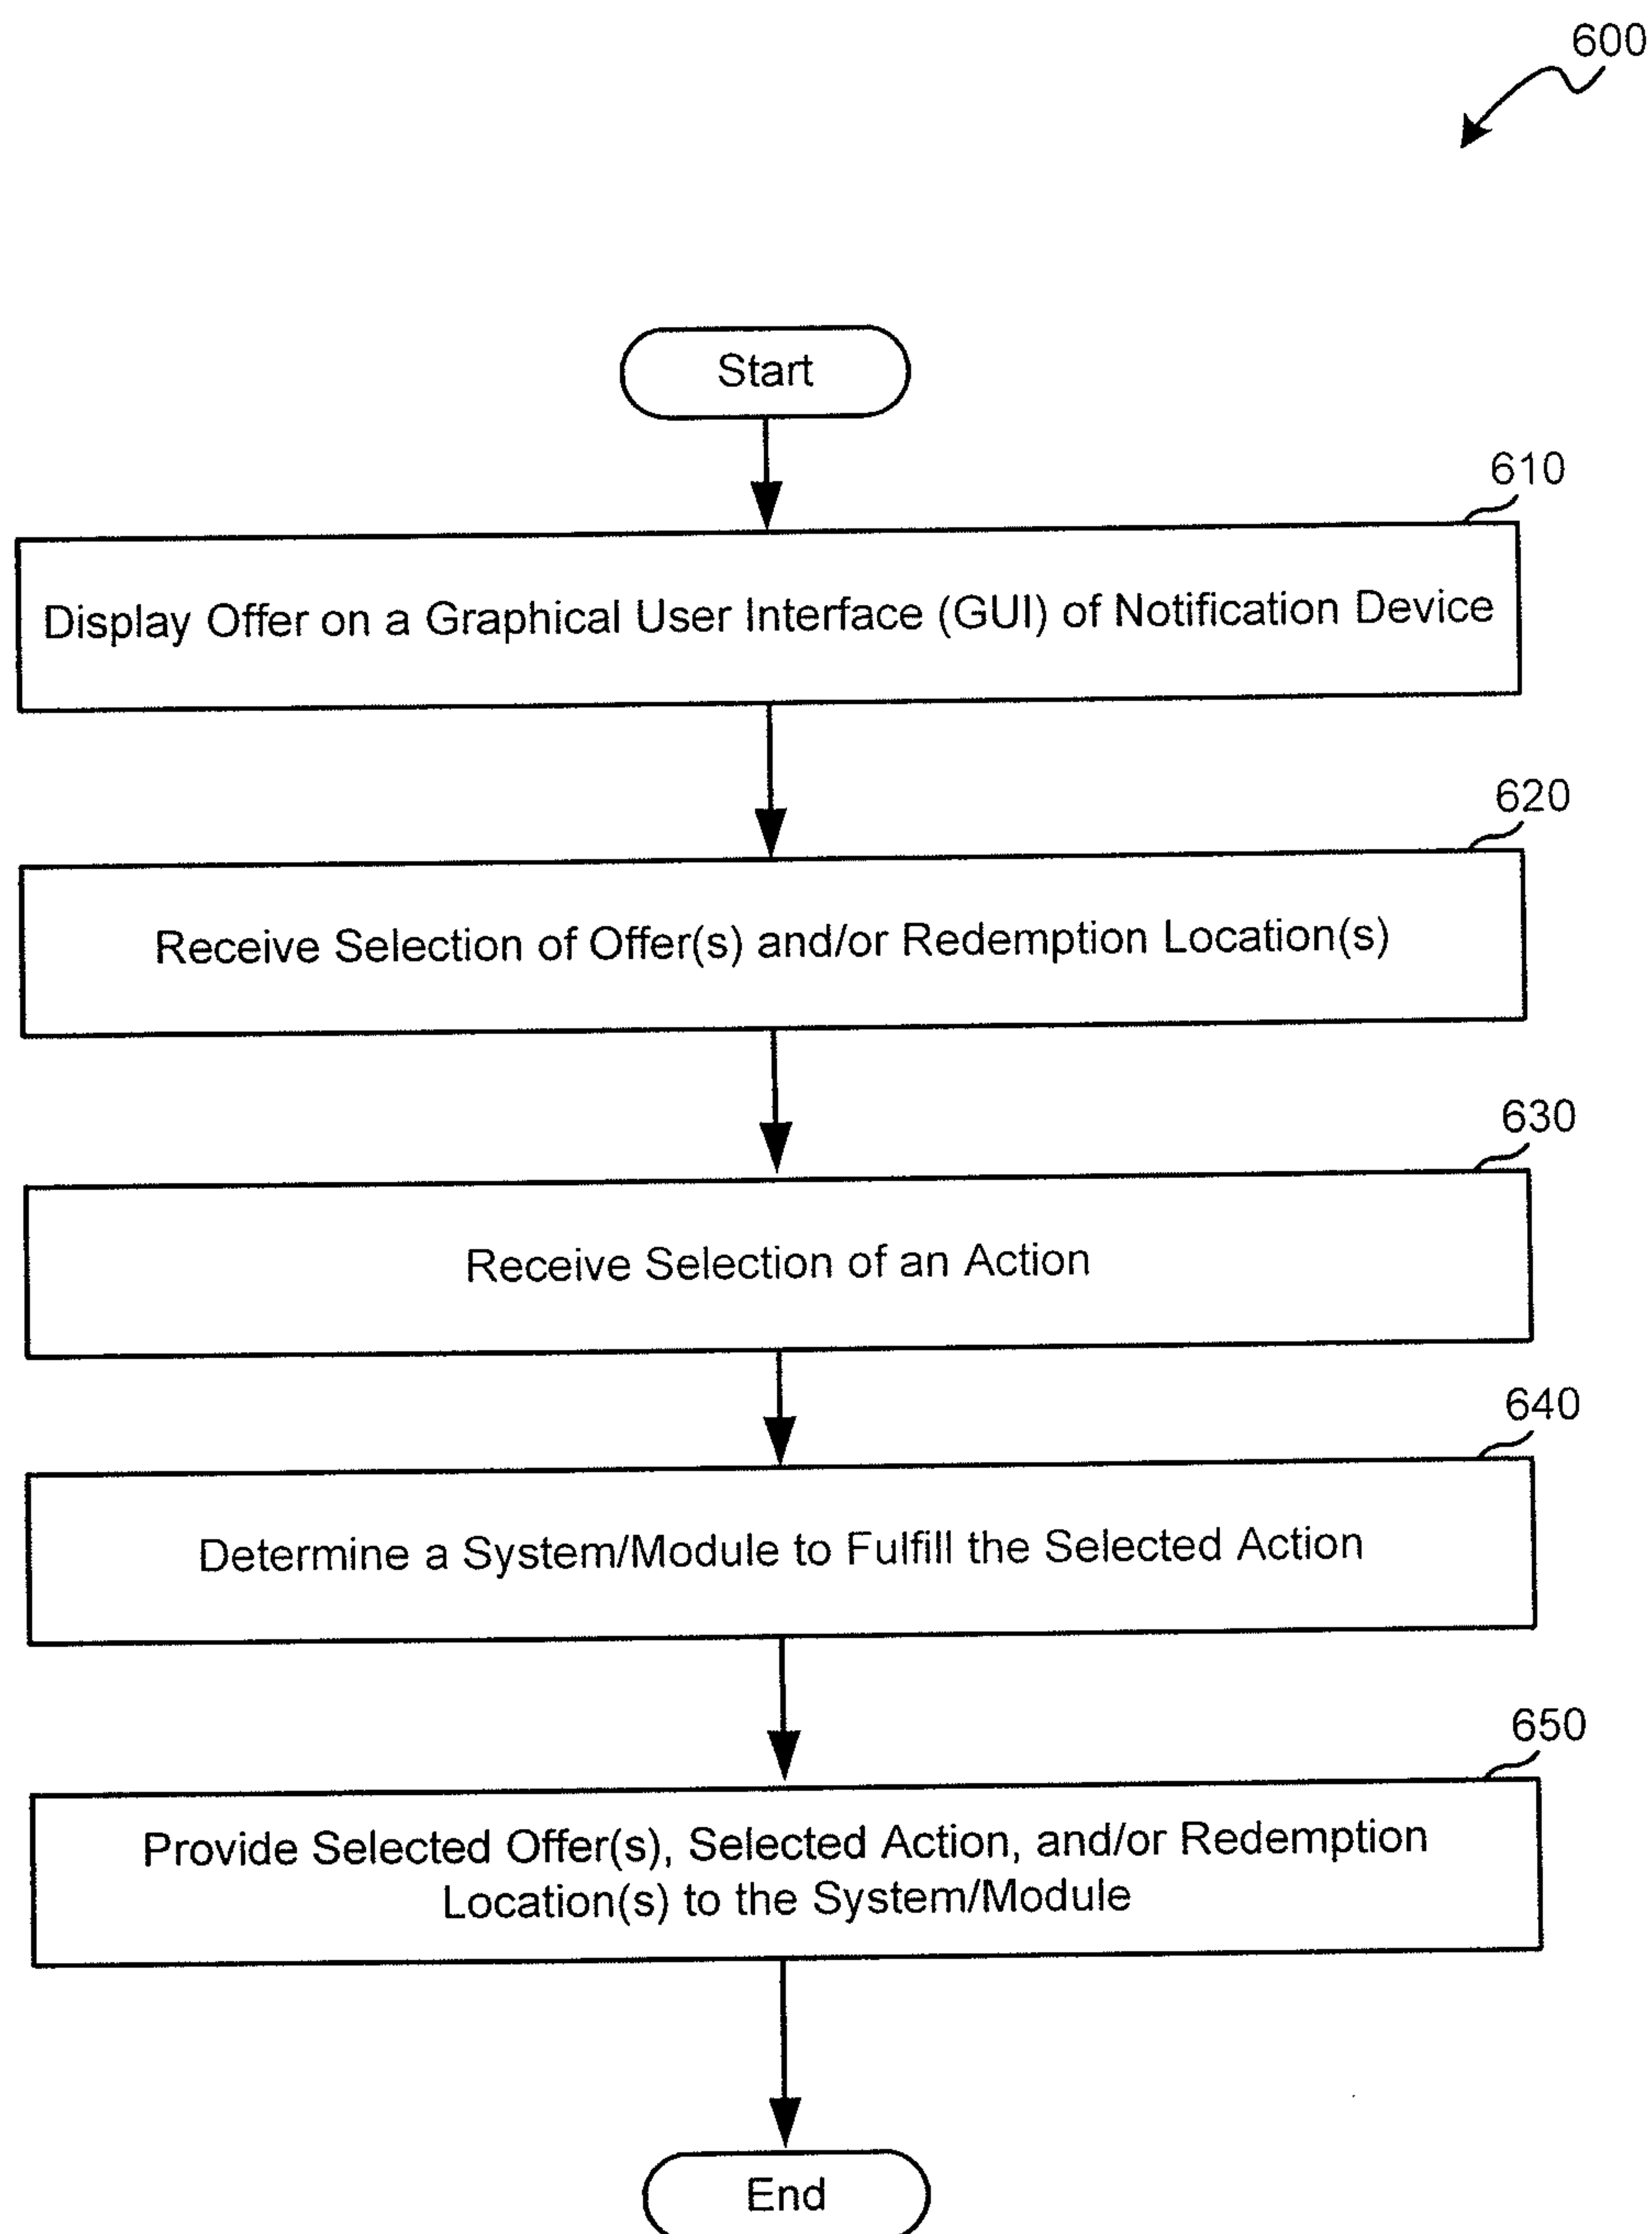 600
Start
610
Display Offer on a Graphical User Interface (GUI) of Notification Device
620
Receive Selection of Offer(s) and/or Redemption Location(s)
630
Receive Selection of an Action
640
Determine a System/Module to Fulfill the Selected Action
650
Provide Selected Offer(s), Selected Action, and/or Redemption
Location(s) to the System/Module
End